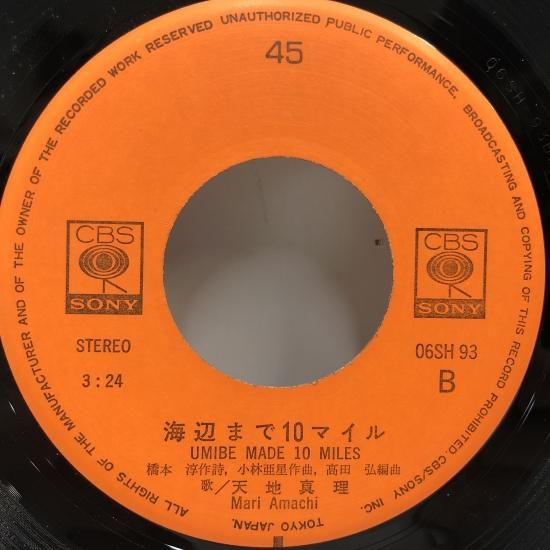 ALL RIGHTS OF THE MANUFACTURER AND OF THE OWNER OF THE RECORDED WORK RESERVED UNAUTHORIZED PUBLIC PERFORMANCE, BROADCASTING AND COPYING OF THIS RECORD PROHIBITED·CBS/SONY INC. TOKYO JAPAN.
45
CBS
SONY
CBS
SONY
STEREO
06SH 93
3:24
B
海辺まで10マイル
UMIBE MADE 10 MILES
橋本 淳作詩, 小林亜星作曲, 高田 弘編曲
歌/天地真理
Mari Amachi